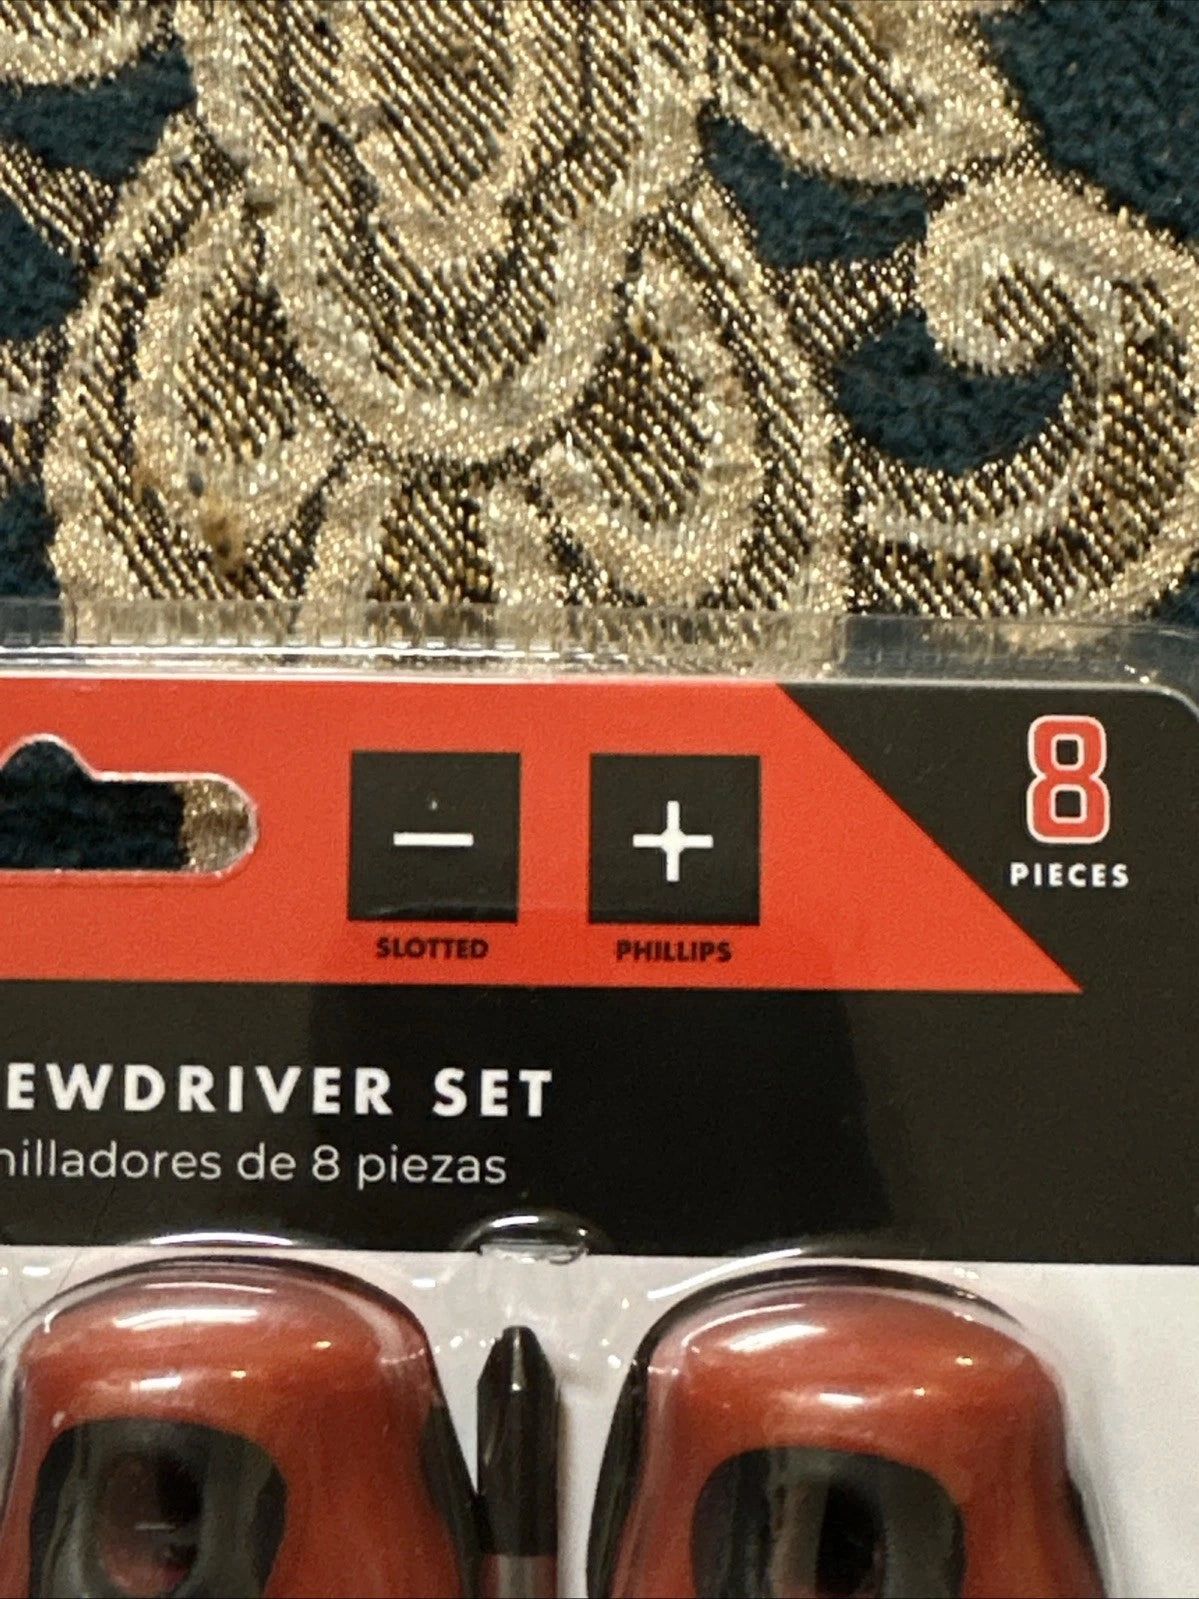 8
PIECES
SLOTTED
PHILLIPS
EWDRIVER SET
nilladores de 8 piezas